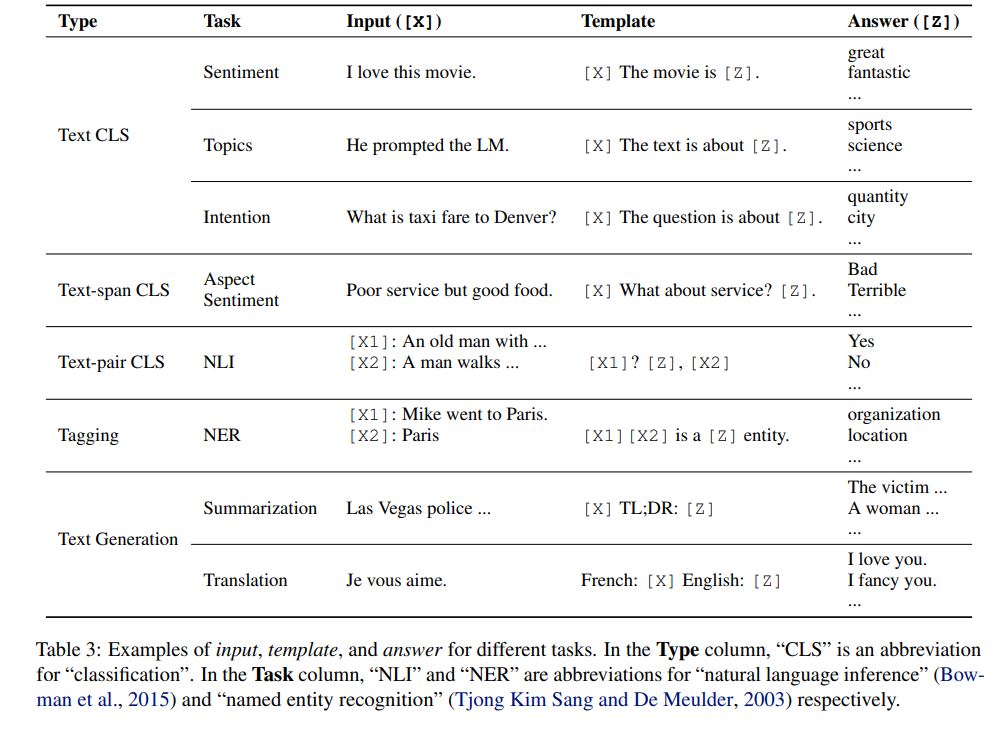 Type Task Input ([X]) Template Answer ([Z])
great
Sentiment I love this movie. [X] The movie is [Z]. fantastic
...
Text CLS
sports
Topics He prompted the LM. [X] The text is about [Z]. science
...
quantity
Intention What is taxi fare to Denver? [X] The question is about [Z]. city
...
Bad
Aspect
Text-span CLS Poor service but good food. [X] What about service? [Z]. Terrible
Sentiment
...
[X1]: An old man with ... Yes
Text-pair CLS NLI [X2]: A man walks ... [X1]? [Z], [X2] No
...
[X1]: Mike went to Paris. organization
Tagging NER [X2]: Paris [X1] [X2] is a [Z] entity. location
...
The victim ...
Summarization Las Vegas police ... [X] TL;DR: [Z] A woman ...
...
Text Generation
I love you.
Translation Je vous aime. French: [X] English: [Z] I fancy you.
...
Table 3: Examples of input, template, and answer for different tasks. In the Type column, “CLS” is an abbreviation
for “classification”. In the Task column, “NLI” and “NER” are abbreviations for “natural language inference” (Bow-
man et al., 2015) and “named entity recognition” (Tjong Kim Sang and De Meulder, 2003) respectively.